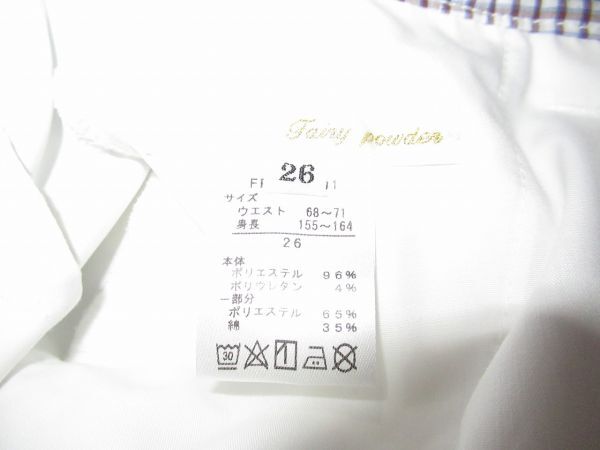 Fairy powder
26
FI
サイズ
ウエスト 68～71
身長 155～164
26
本体
ポリエステル 96%
ポリウレタン 4%
一部分
ポリエステル 65%
綿 35%
30